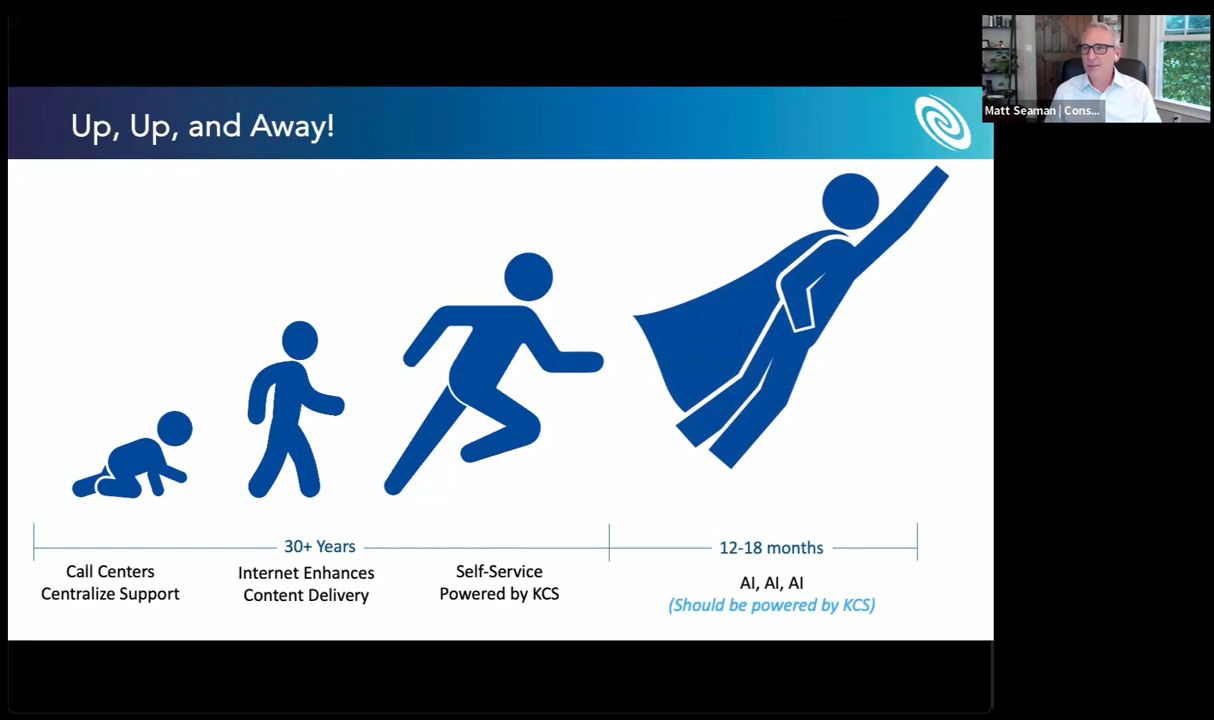 Up, Up, and Away!
Matt Seaman | Cons...
30+ Years
12-18 months
Call Centers
Centralize Support
Internet Enhances
Content Delivery
Self-Service
Powered by KCS
AI, AI, AI
(Should be powered by KCS)